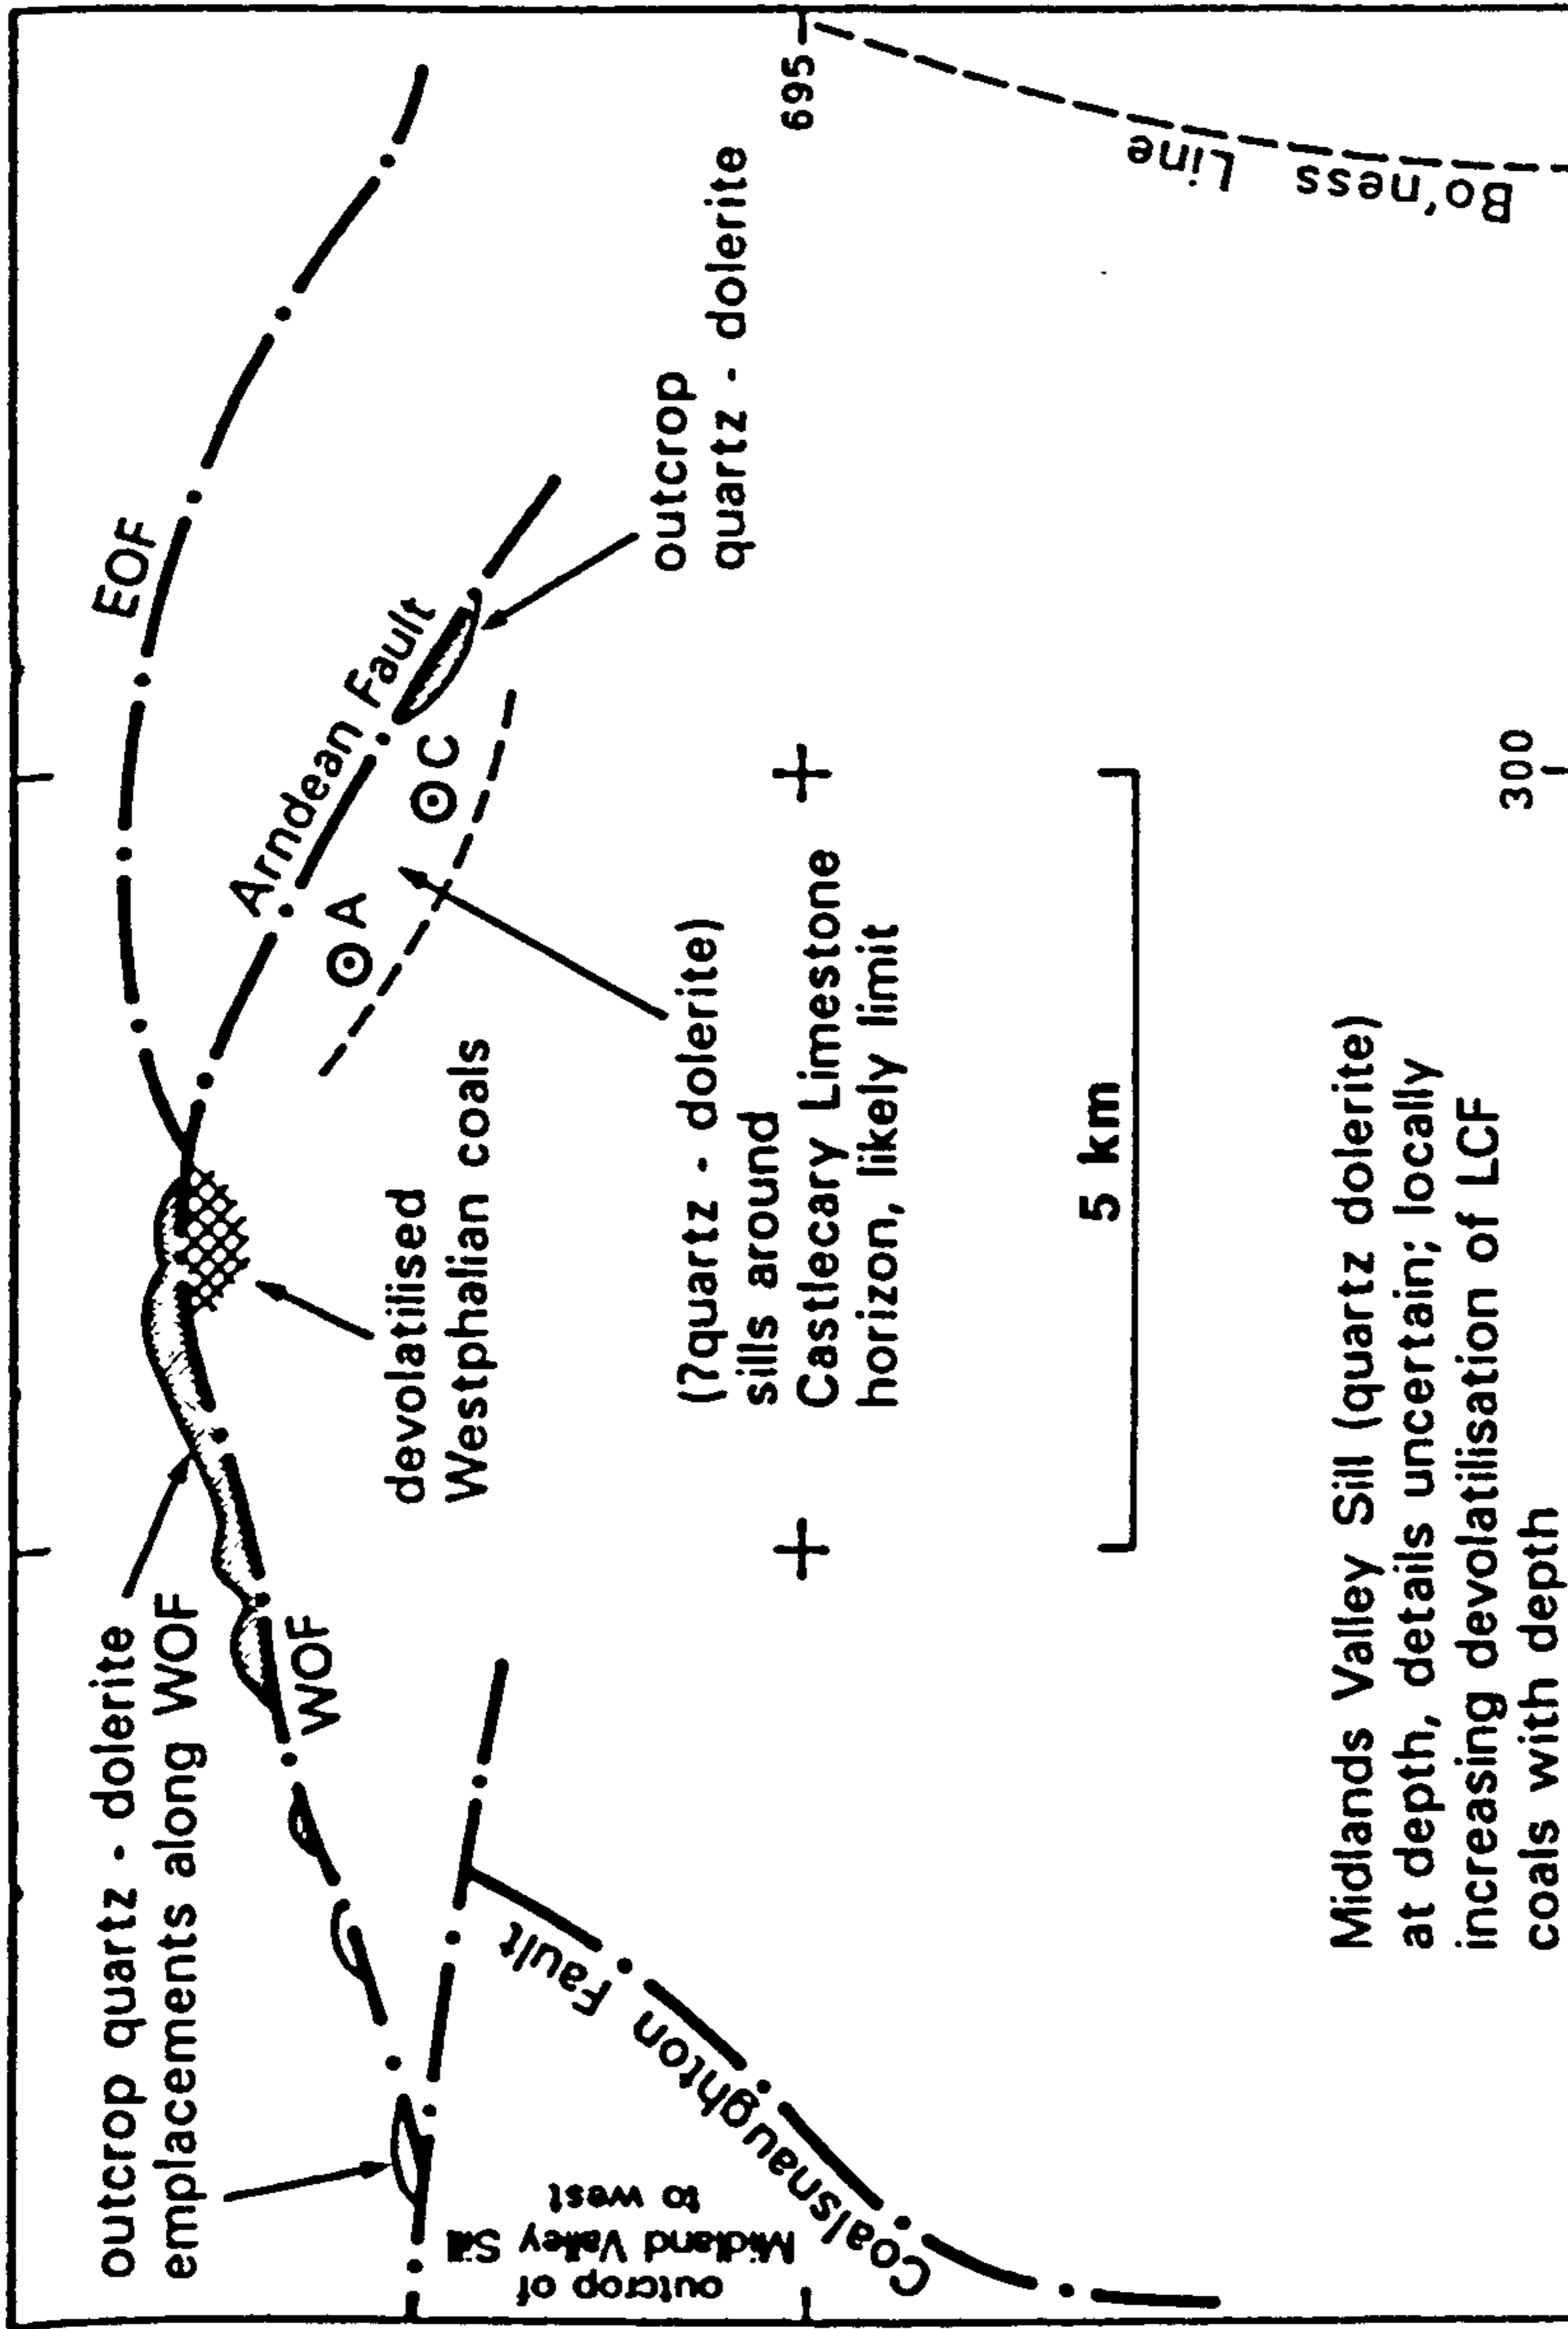 outcrop quartz - dolerite
emplacements along WOF
EOF
WOF
Arndean Fault
A
C
devolatilised
Westphalian coals
outcrop
quartz - dolerite
695
(?quartz - dolerite)
sills around
Castlecary Limestone
horizon, likely limit
Coalsnaughton Fault
outcrop of
Midland Valley Sill
to west
Bo'ness Line
5 km
300
Midlands Valley Sill (quartz dolerite)
at depth, details uncertain; locally
increasing devolatilisation of LCF
coals with depth